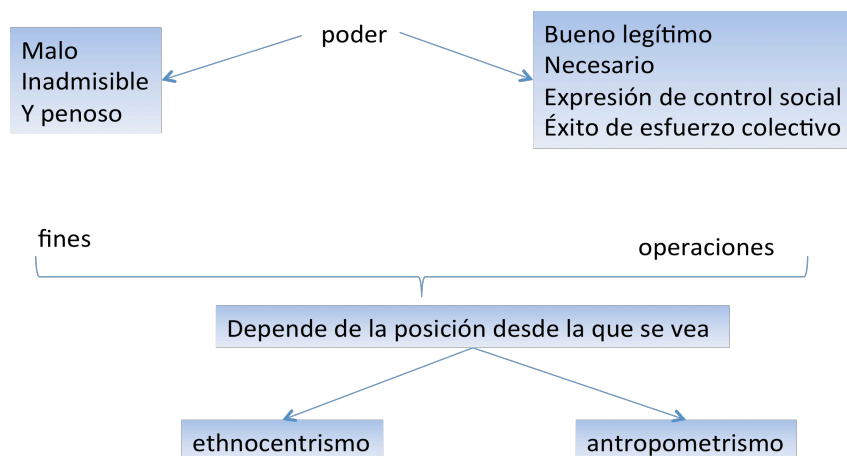 poder
Malo
Inadmisible
Y penoso
Bueno legítimo
Necesario
Expresión de control social
Éxito de esfuerzo colectivo
fines
operaciones
Depende de la posición desde la que se vea
ethnocentrismo
antropometrismo